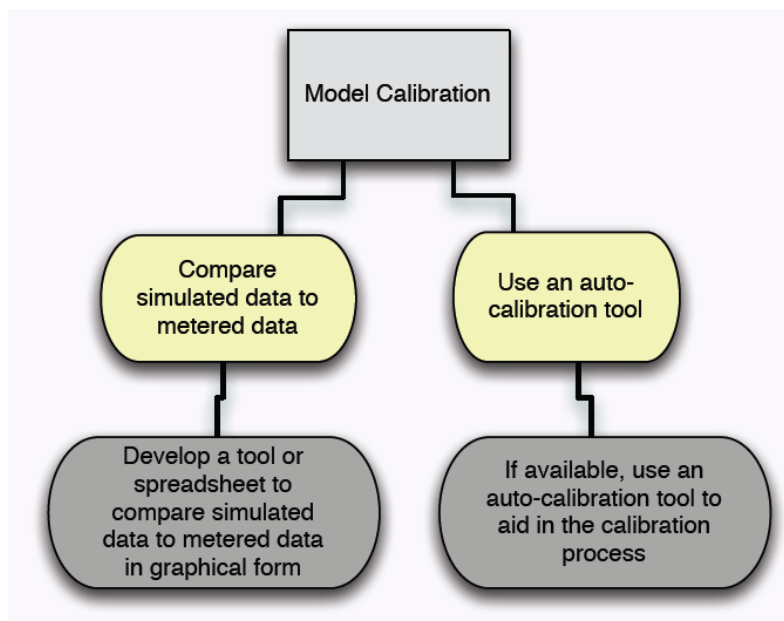 Model Calibration
Compare
simulated data to
metered data
Use an auto-
calibration tool
Develop a tool or
spreadsheet to
compare simulated
data to metered data
in graphical form
If available, use an
auto-calibration tool to
aid in the calibration
process